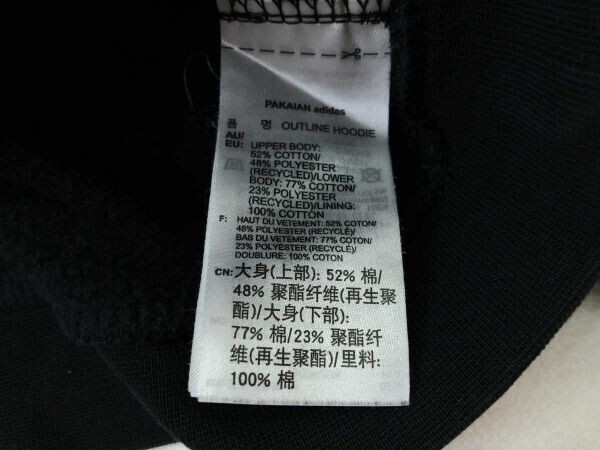 PAKAIAN adidas
品 名 OUTLINE HOODIE
AU/
EU: UPPER BODY:
52% COTTON/
48% POLYESTER
(RECYCLED)/LOWER
BODY: 77% COTTON/
23% POLYESTER
(RECYCLED)/LINING:
100% COTTON
F: HAUT DU VETEMENT: 52% COTON/
48% POLYESTER (RECYCLÉ)/
BAS DU VETEMENT: 77% COTON/
23% POLYESTER (RECYCLÉ)/
DOUBLURE: 100% COTON
CN: 大身(上部): 52% 棉/
48% 聚酯纤维(再生聚
酯)/大身(下部):
77% 棉/23% 聚酯纤
维(再生聚酯)/里料:
100% 棉